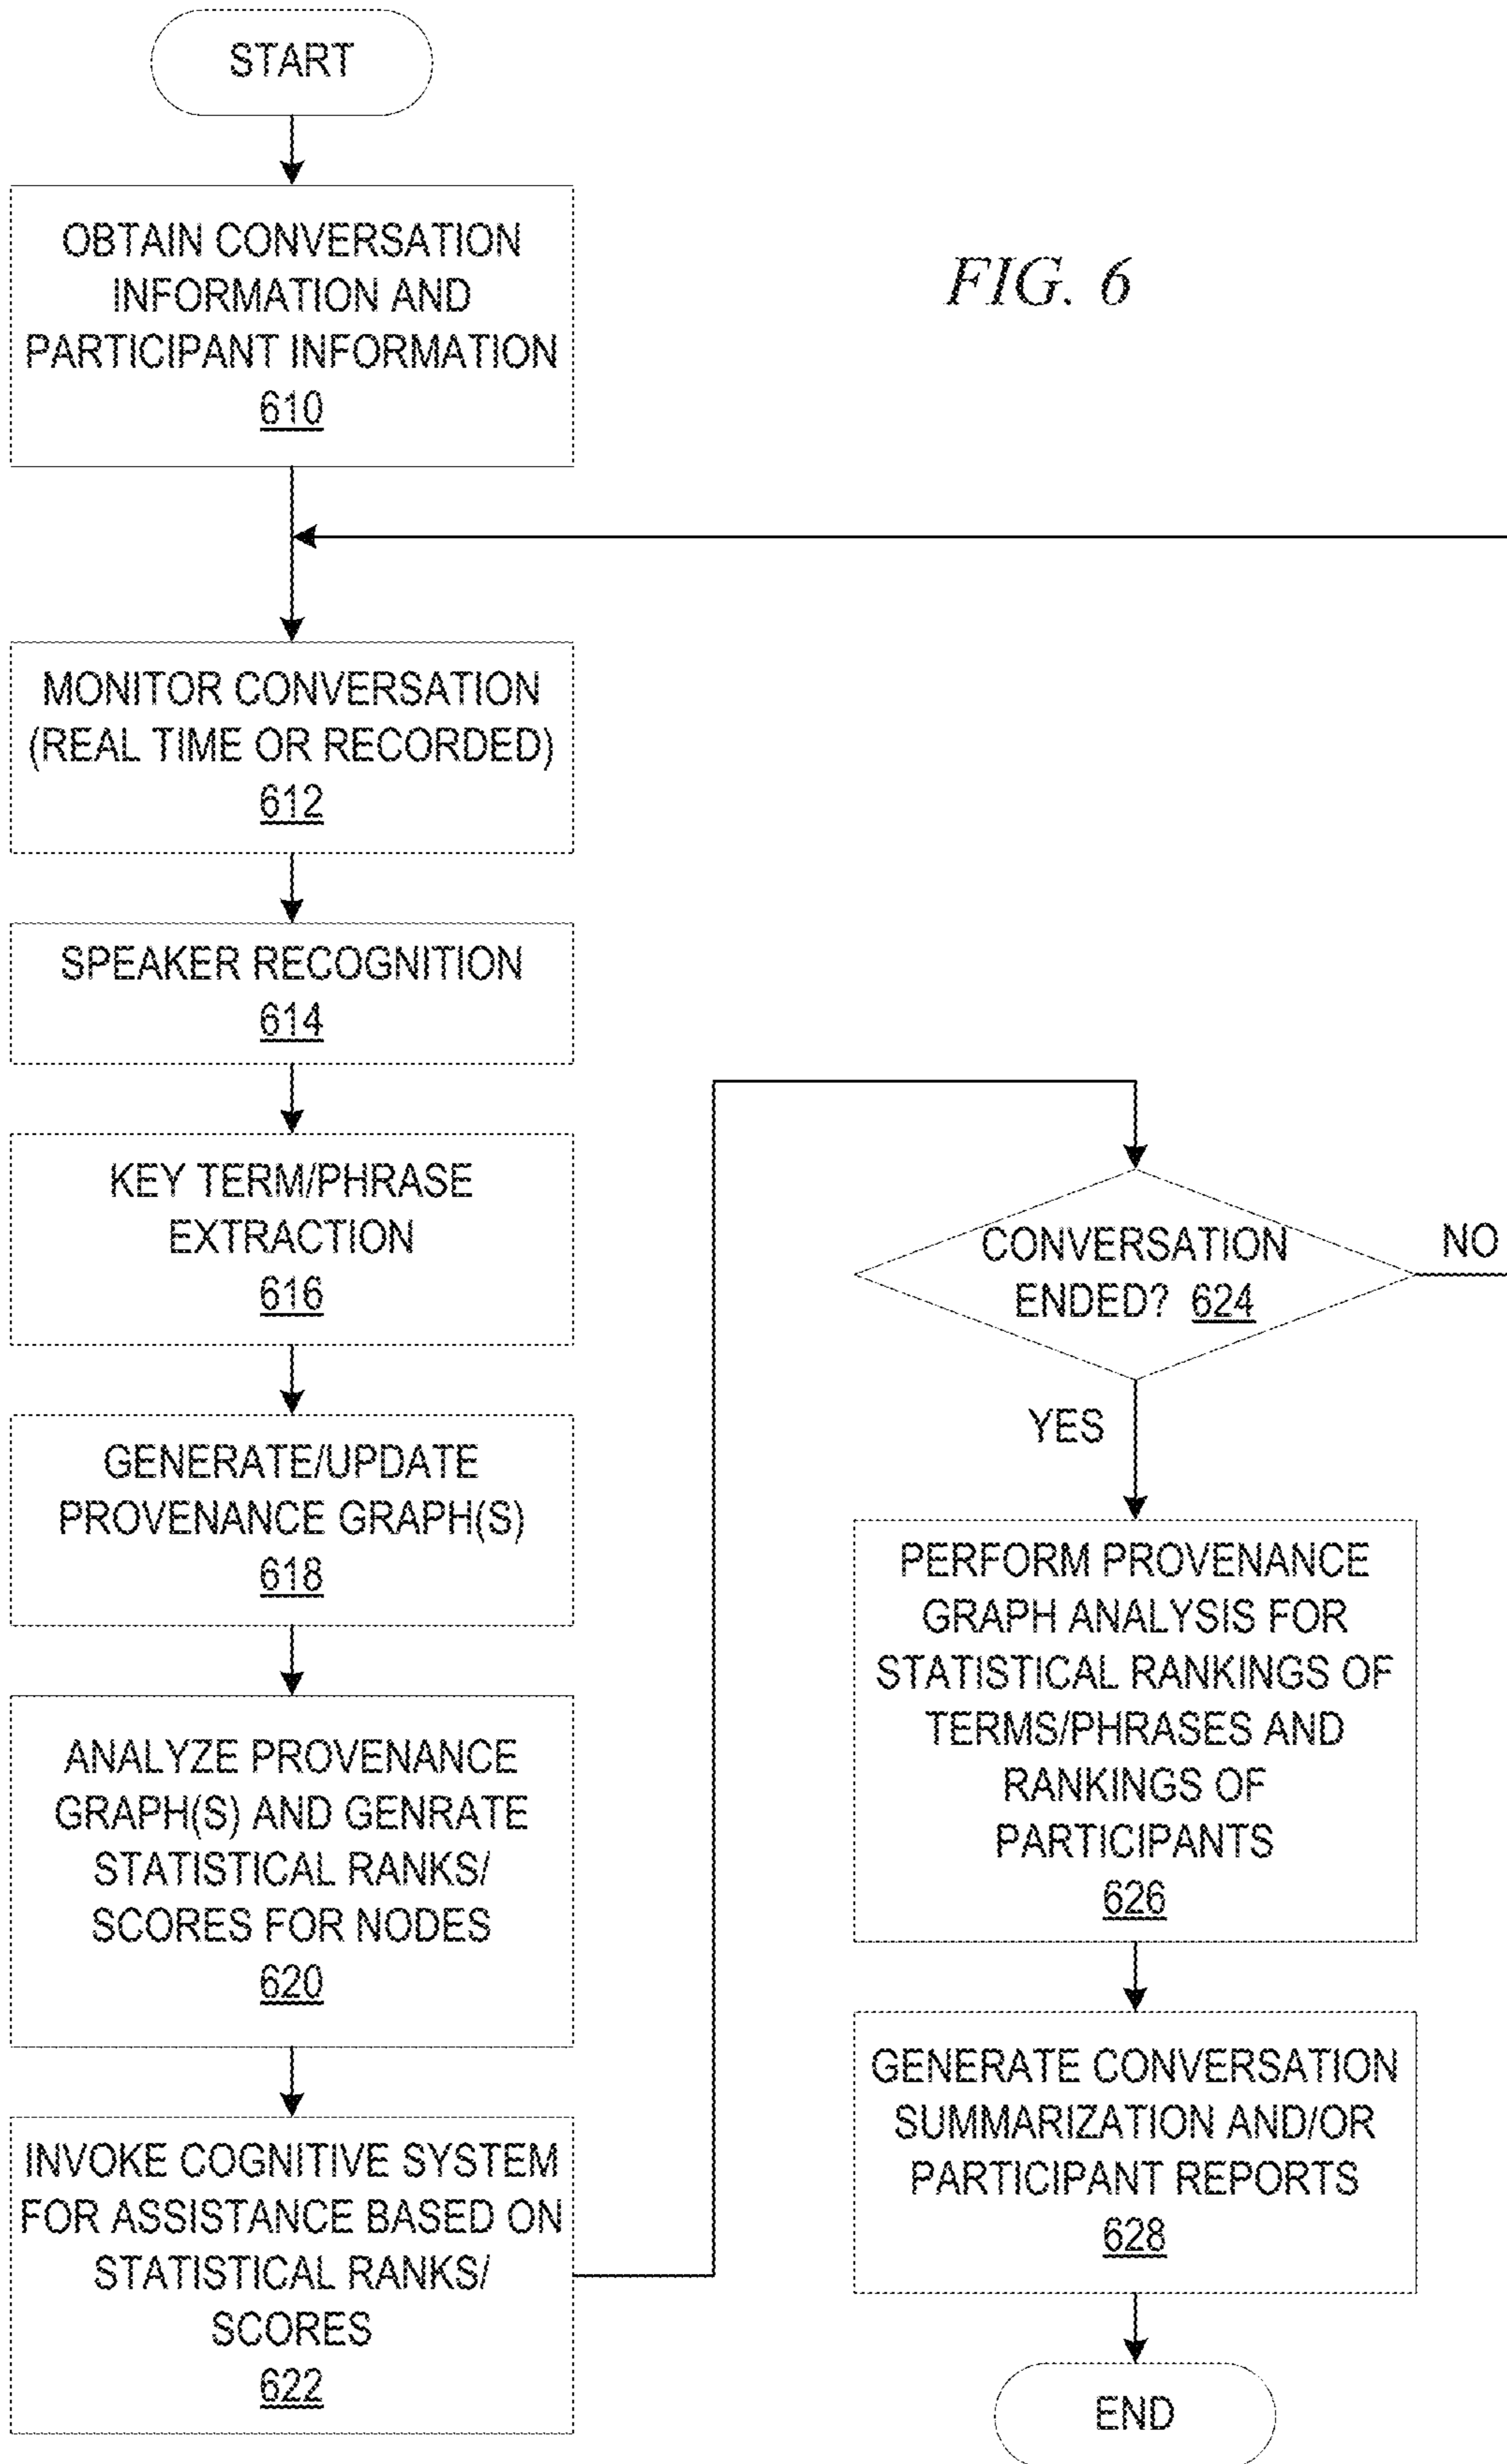 START
OBTAIN CONVERSATION
INFORMATION AND
PARTICIPANT INFORMATION
610
FIG. 6
MONITOR CONVERSATION
(REAL TIME OR RECORDED)
612
SPEAKER RECOGNITION
614
KEY TERM/PHRASE
EXTRACTION
616
GENERATE/UPDATE
PROVENANCE GRAPH(S)
618
ANALYZE PROVENANCE
GRAPH(S) AND GENRATE
STATISTICAL RANKS/
SCORES FOR NODES
620
INVOKE COGNITIVE SYSTEM
FOR ASSISTANCE BASED ON
STATISTICAL RANKS/
SCORES
622
CONVERSATION
ENDED? 624
NO
YES
PERFORM PROVENANCE
GRAPH ANALYSIS FOR
STATISTICAL RANKINGS OF
TERMS/PHRASES AND
RANKINGS OF
PARTICIPANTS
626
GENERATE CONVERSATION
SUMMARIZATION AND/OR
PARTICIPANT REPORTS
628
END